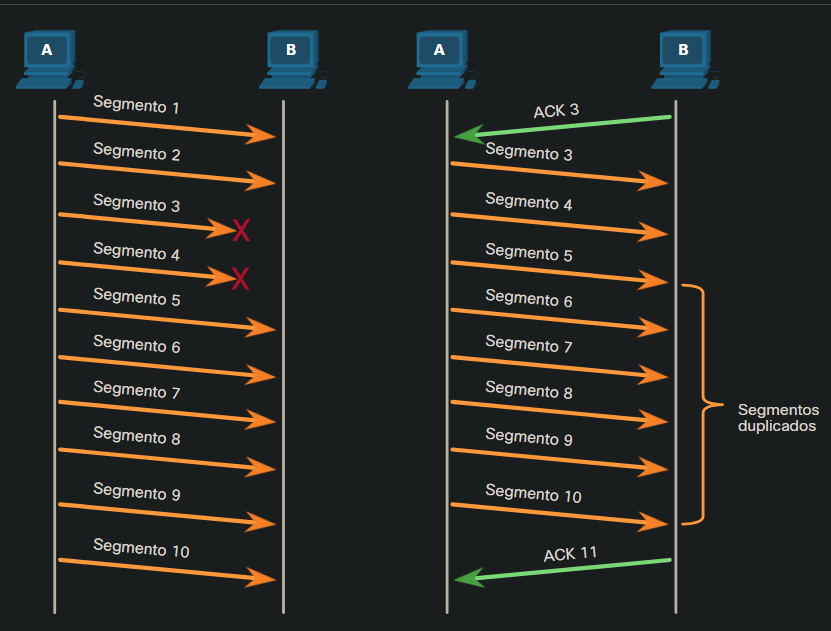 A
B
Segmento 1
Segmento 2
Segmento 3
X
Segmento 4
X
Segmento 5
Segmento 6
Segmento 7
Segmento 8
Segmento 9
Segmento 10
A
B
ACK 3
Segmento 3
Segmento 4
Segmento 5
Segmento 6
Segmento 7
Segmento 8
Segmento 9
Segmento 10
ACK 11
Segmentos
duplicados